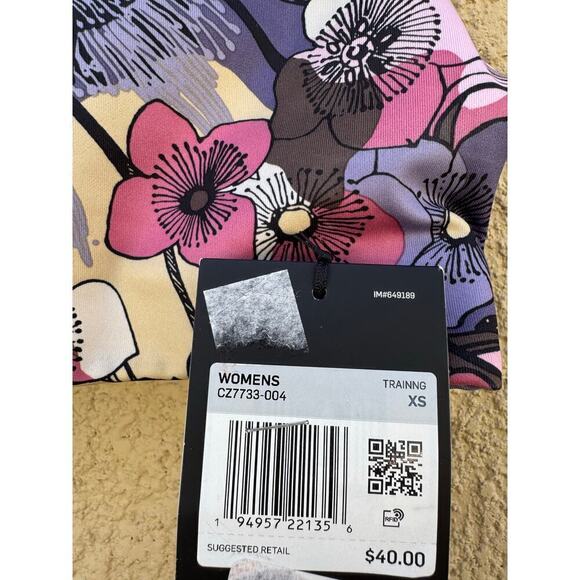 IM#649189
WOMENS TRAINNG
CZ7733-004 XS
1 94957 22135 6
RFID
SUGGESTED RETAIL $40.00